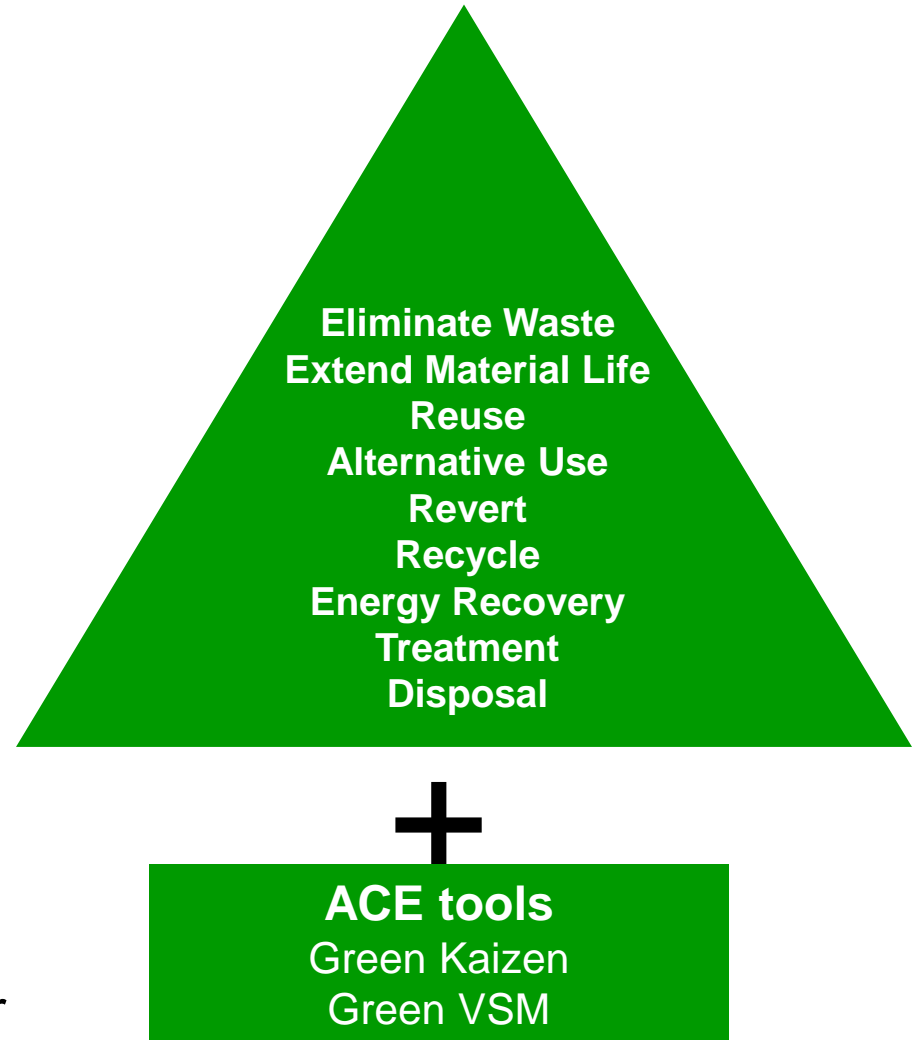 Eliminate Waste
Extend Material Life
Reuse
Alternative Use
Revert
Recycle
Energy Recovery
Treatment
Disposal
+
ACE tools
Green Kaizen
Green VSM
r